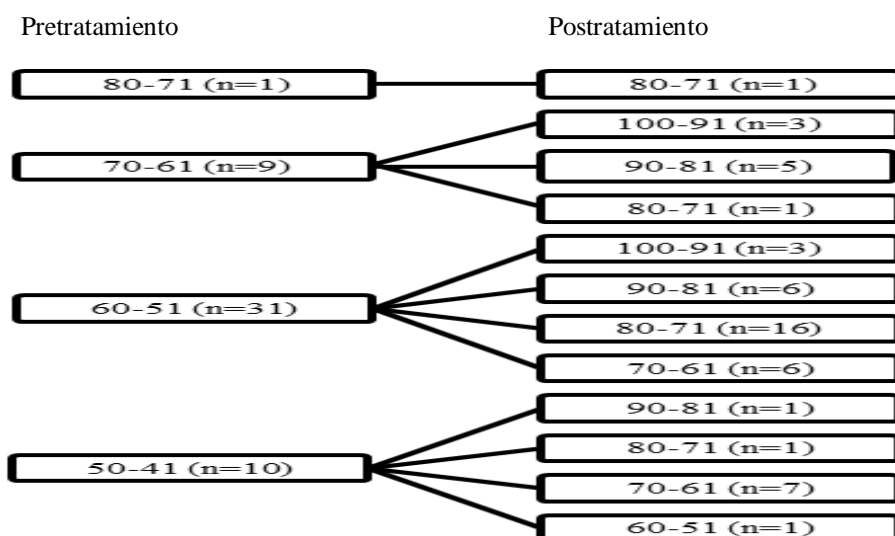 Pretratamiento
Postratamiento
80-71 (n=1)
80-71 (n=1)
70-61 (n=9)
100-91 (n=3)
90-81 (n=5)
80-71 (n=1)
60-51 (n=31)
100-91 (n=3)
90-81 (n=6)
80-71 (n=16)
70-61 (n=6)
50-41 (n=10)
90-81 (n=1)
80-71 (n=1)
70-61 (n=7)
60-51 (n=1)